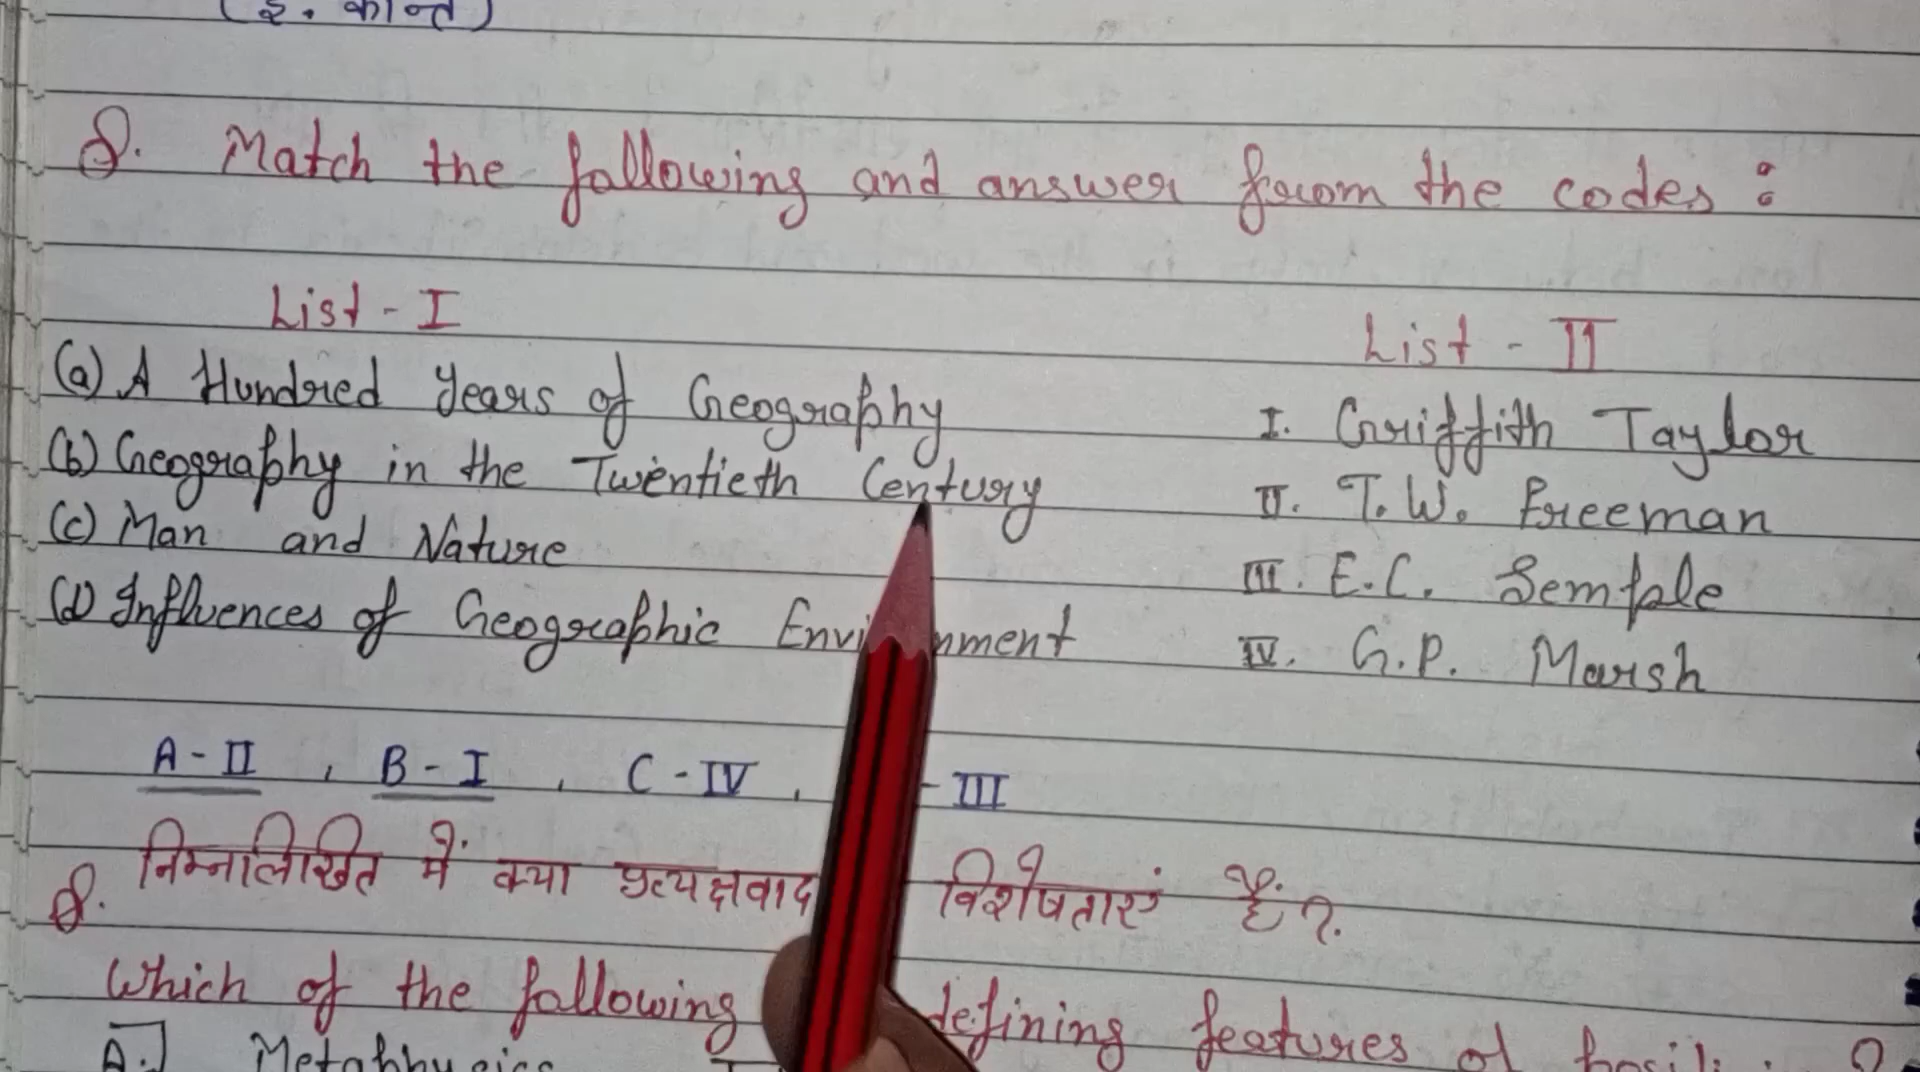 (इ. कान्त)
Q. Match the following and answer from the codes :
List - I
List - II
(a) A Hundred Years of Geography
I. Griffith Taylor
(b) Geography in the Twentieth Century
II. T.W. Freeman
(c) Man and Nature
III. E.C. Semple
(d) Influences of Geographic Environment
IV. G.P. Marsh
A - II , B - I , C - IV , - III
निम्नलिखित में क्या प्रत्यक्षवाद विशेषताएं हैं ?
Q.
Which of the following defining features of ?
A. Metaphysics